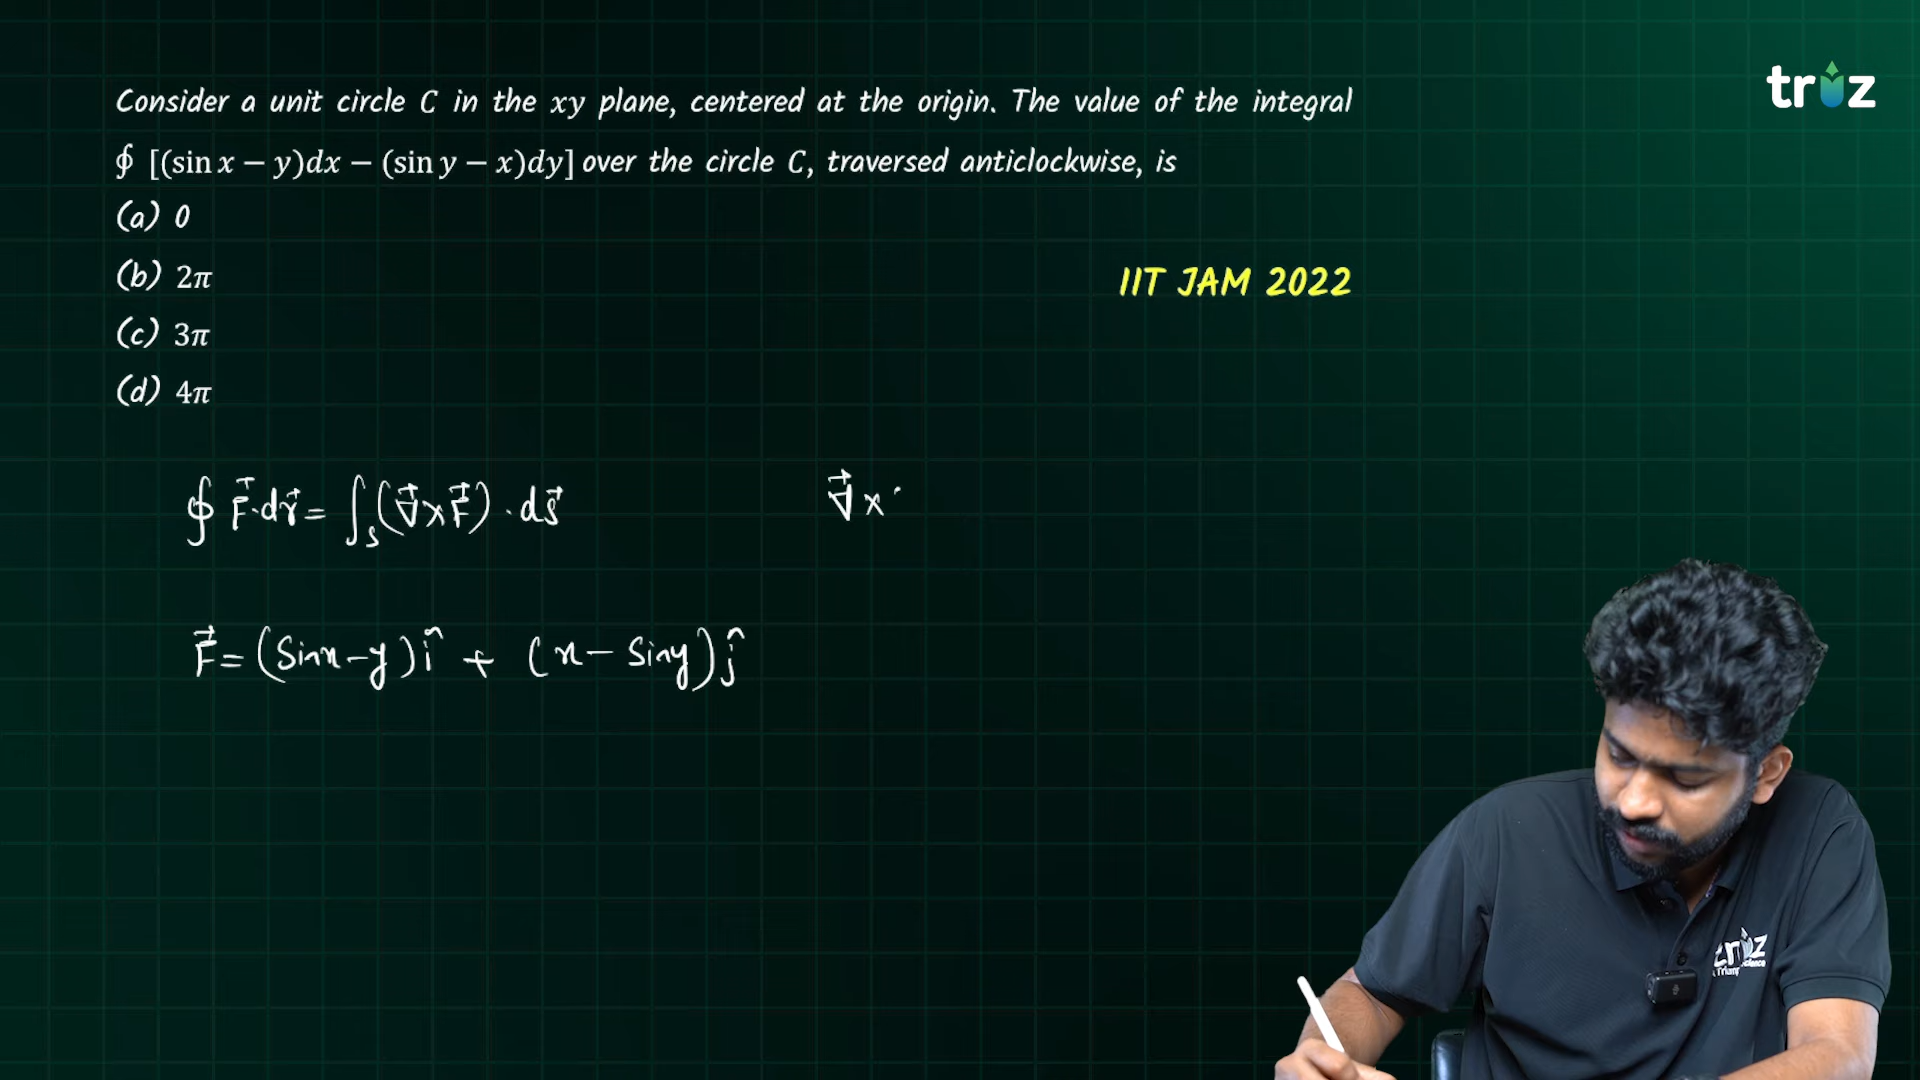 Consider a unit circle C in the xy plane, centered at the origin. The value of the integral
∮ [(sin x − y)dx − (sin y − x)dy] over the circle C, traversed anticlockwise, is
(a) 0
(b) 2π
(c) 3π
(d) 4π
IIT JAM 2022
truz
∮ F⃗·dr⃗ = ∫ₛ(∇⃗×F⃗)·ds⃗
∇⃗×
F⃗ = (Sinx−y)î + (x−Siny)ĵ